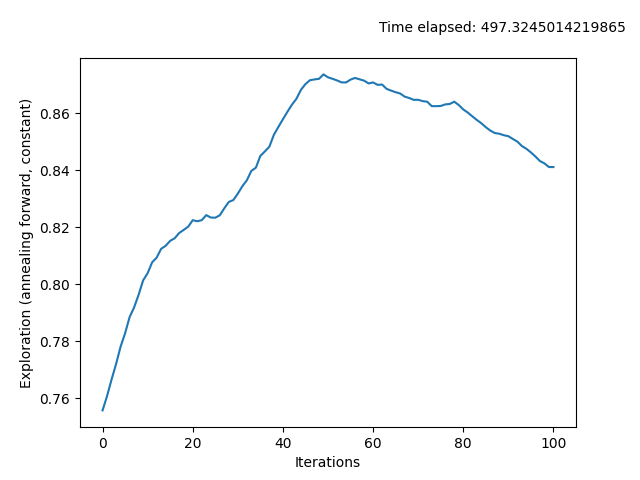 Time elapsed: 497.3245014219865
Exploration (annealing forward, constant)
0.86
0.84
0.82
0.80
0.78
0.76
0 20 40 60 80 100
Iterations